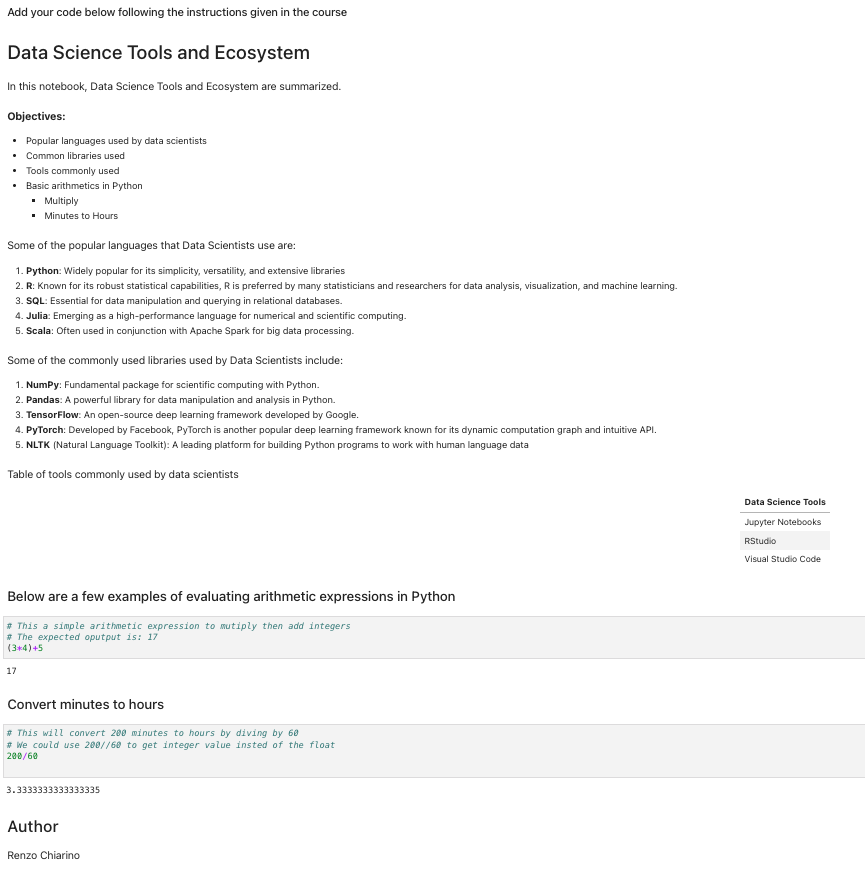 Add your code below following the instructions given in the course
Data Science Tools and Ecosystem
In this notebook, Data Science Tools and Ecosystem are summarized.
Objectives:
• Popular languages used by data scientists
• Common libraries used
• Tools commonly used
• Basic arithmetics in Python
▪ Multiply
▪ Minutes to Hours
Some of the popular languages that Data Scientists use are:
1. Python: Widely popular for its simplicity, versatility, and extensive libraries
2. R: Known for its robust statistical capabilities, R is preferred by many statisticians and researchers for data analysis, visualization, and machine learning.
3. SQL: Essential for data manipulation and querying in relational databases.
4. Julia: Emerging as a high-performance language for numerical and scientific computing.
5. Scala: Often used in conjunction with Apache Spark for big data processing.
Some of the commonly used libraries used by Data Scientists include:
1. NumPy: Fundamental package for scientific computing with Python.
2. Pandas: A powerful library for data manipulation and analysis in Python.
3. TensorFlow: An open-source deep learning framework developed by Google.
4. PyTorch: Developed by Facebook, PyTorch is another popular deep learning framework known for its dynamic computation graph and intuitive API.
5. NLTK (Natural Language Toolkit): A leading platform for building Python programs to work with human language data
Table of tools commonly used by data scientists
Data Science Tools
Jupyter Notebooks
RStudio
Visual Studio Code
Below are a few examples of evaluating arithmetic expressions in Python
# This a simple arithmetic expression to mutiply then add integers
# The expected oputput is: 17
(3*4)+5
17
Convert minutes to hours
# This will convert 200 minutes to hours by diving by 60
# We could use 200//60 to get integer value insted of the float
200/60
3.3333333333333335
Author
Renzo Chiarino